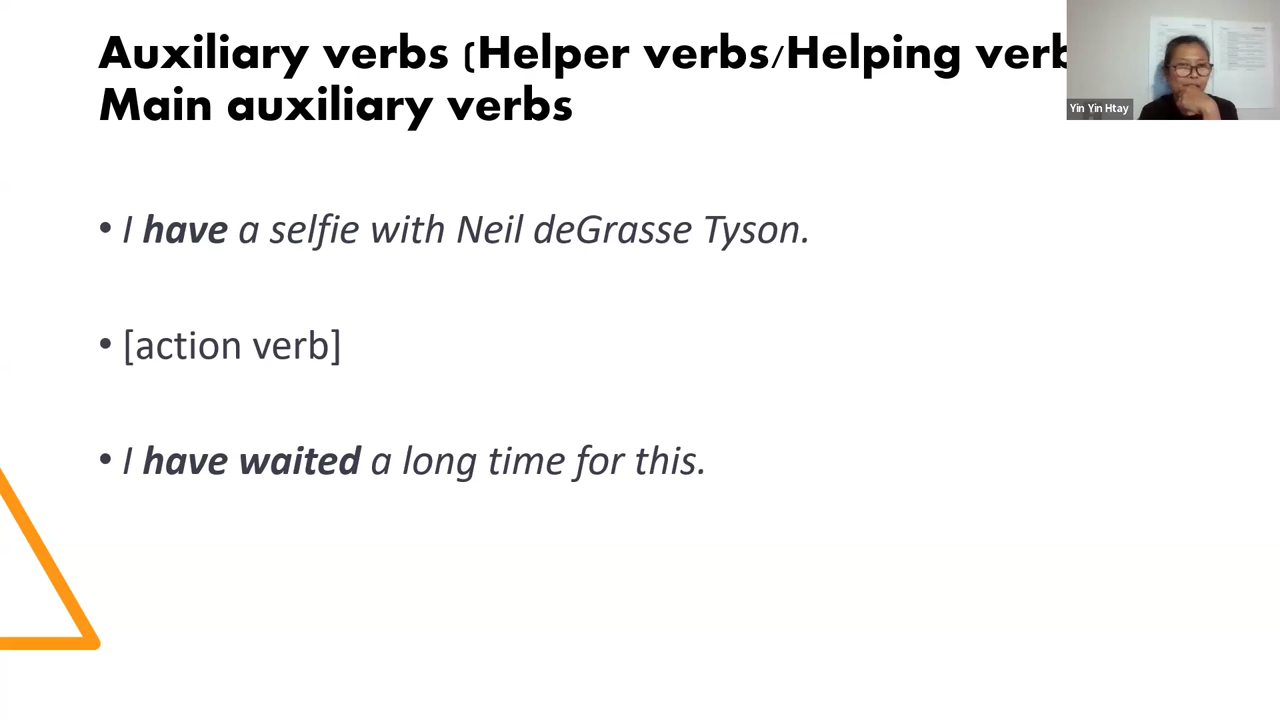 Auxiliary verbs (Helper verbs/Helping
Main auxiliary verbs
Yin Yin Htay
• I have a selfie with Neil deGrasse Tyson.
• [action verb]
• I have waited a long time for this.